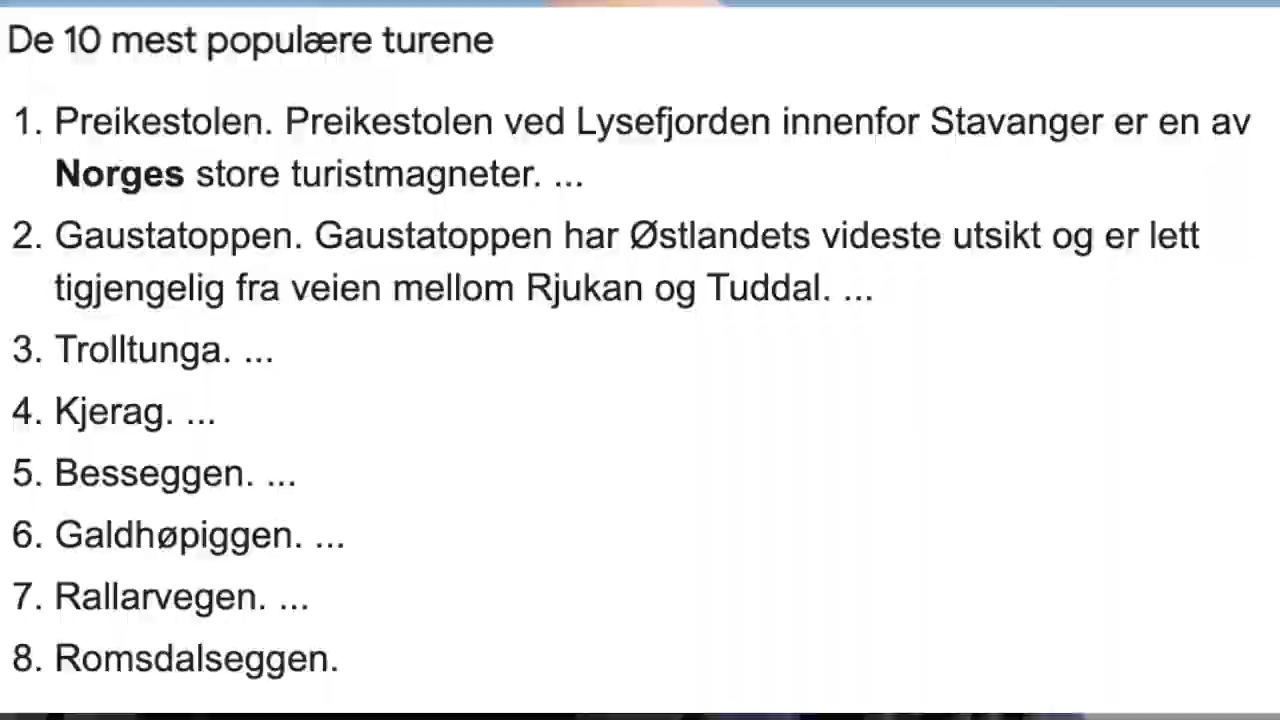 De 10 mest populære turene
1. Preikestolen. Preikestolen ved Lysefjorden innenfor Stavanger er en av
Norges store turistmagneter. ...
2. Gaustatoppen. Gaustatoppen har Østlandets videste utsikt og er lett
tigjengelig fra veien mellom Rjukan og Tuddal. ...
3. Trolltunga. ...
4. Kjerag. ...
5. Besseggen. ...
6. Galdhøpiggen. ...
7. Rallarvegen. ...
8. Romsdalseggen.